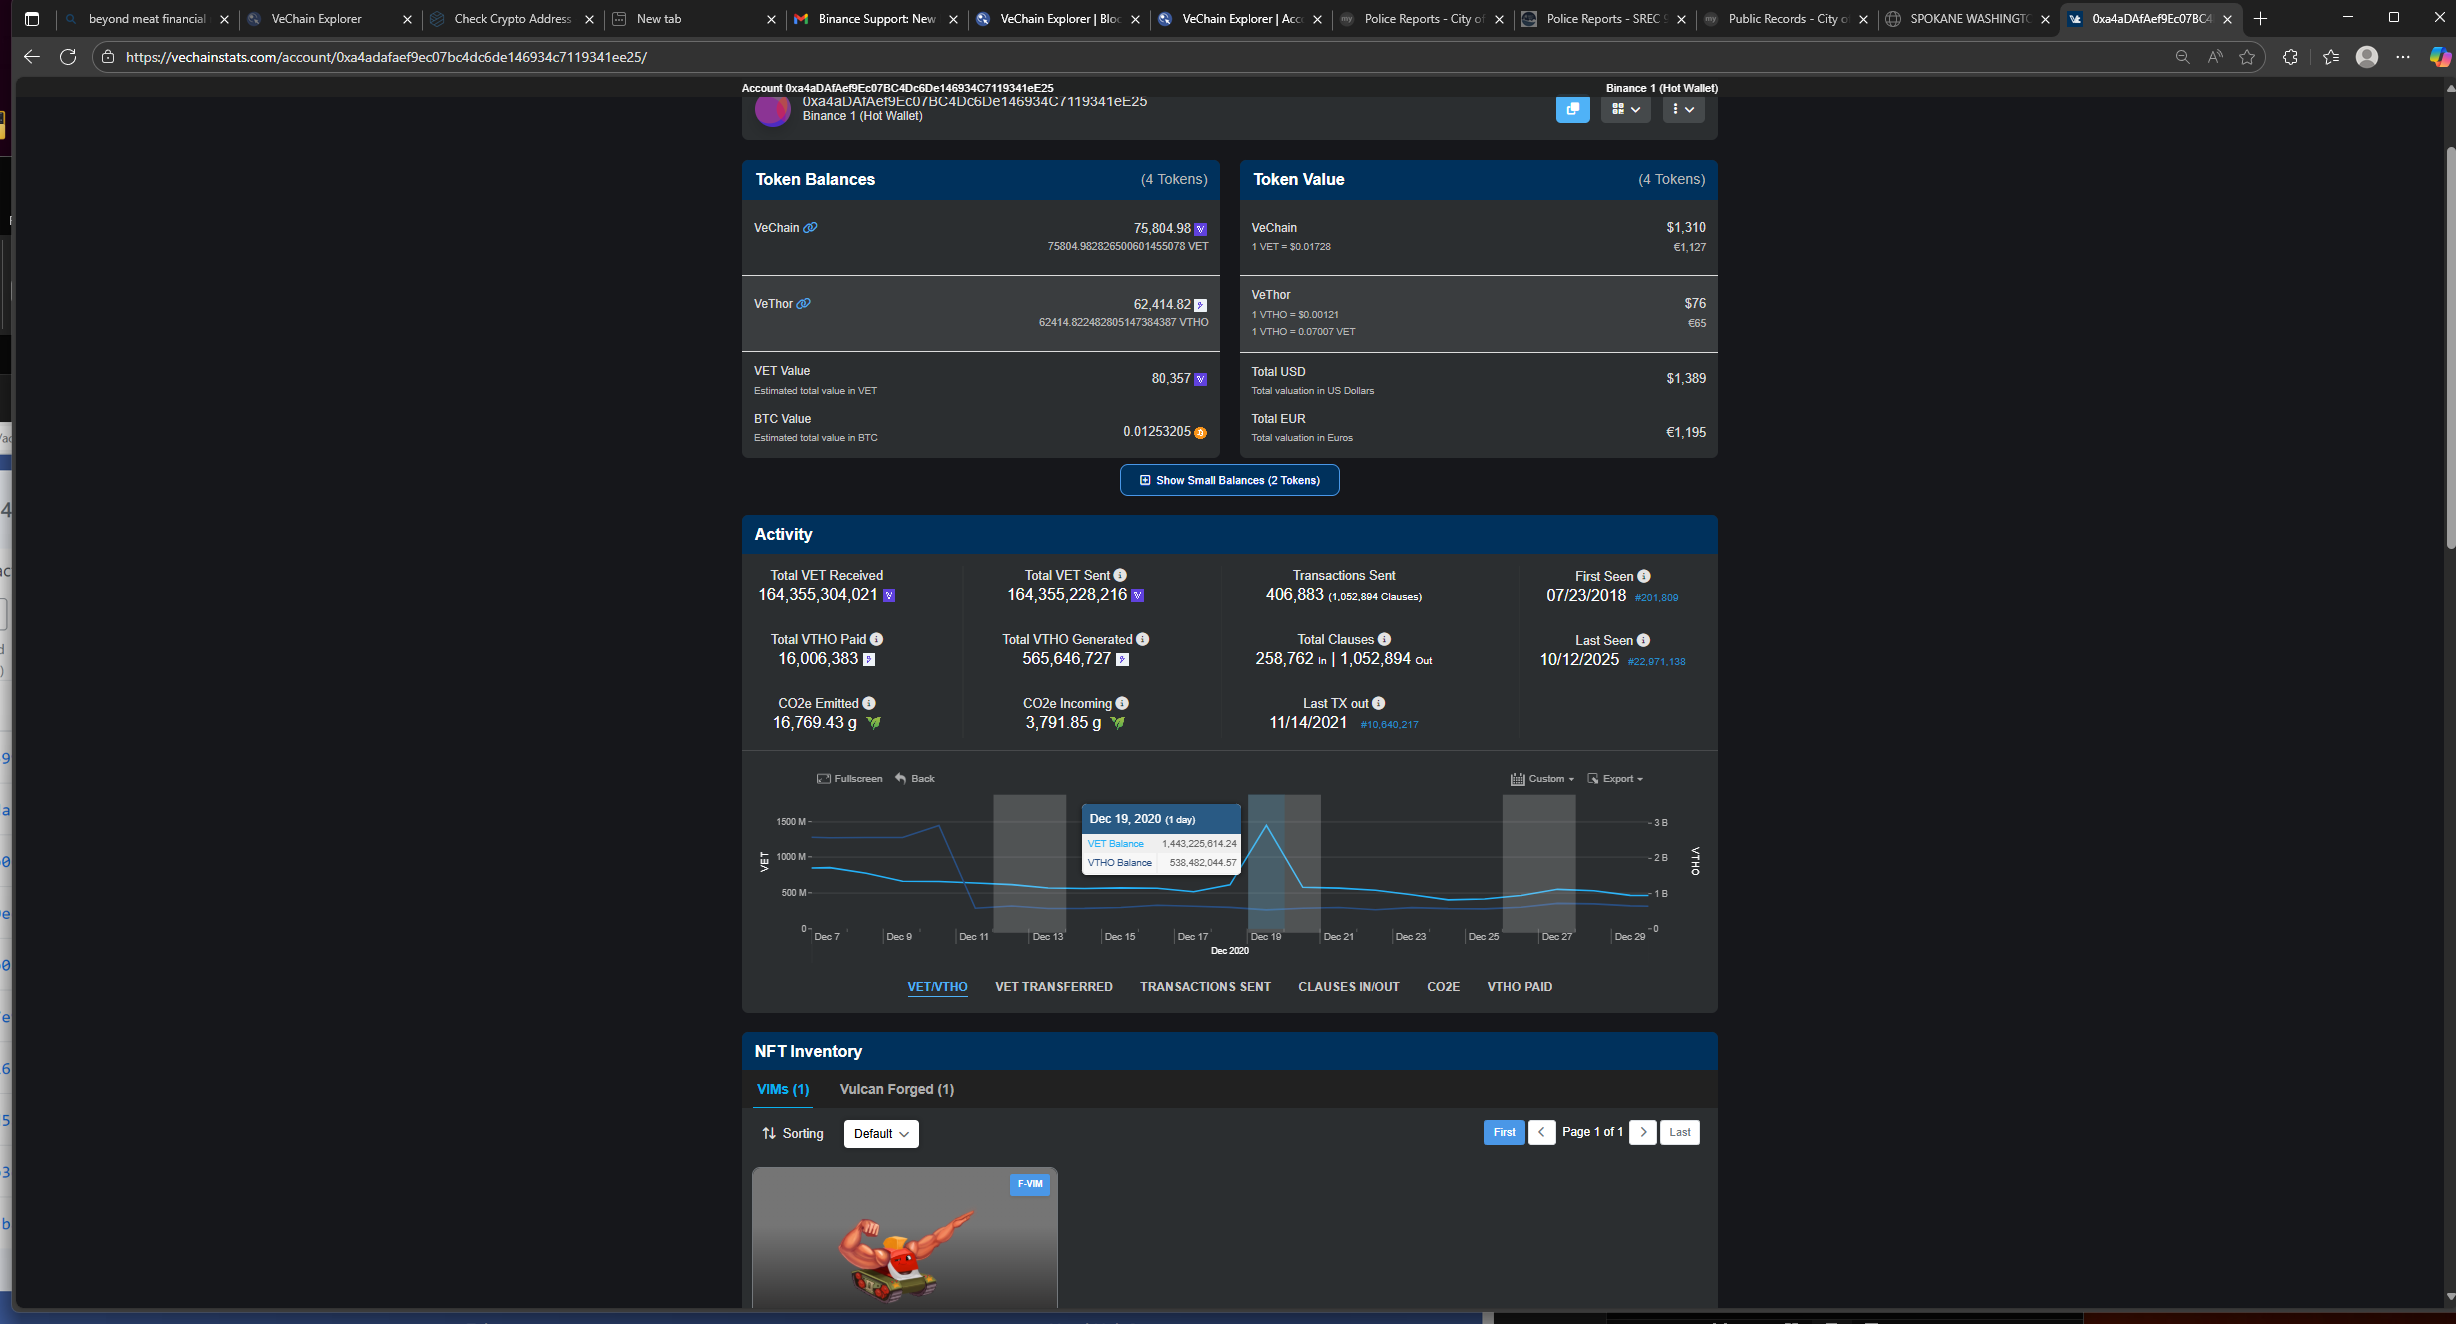 beyond meat financial
VeChain Explorer
Check Crypto Address
New tab
Binance Support: New
VeChain Explorer | Bloc
VeChain Explorer | Acc
Police Reports - City of
Police Reports - SREC 9
Public Records - City of
SPOKANE WASHINGTO
0xa4aDAfAef9Ec07BC4
https://vechainstats.com/account/0xa4adafaef9ec07bc4dc6de146934c7119341ee25/
Account 0xa4aDAfAef9Ec07BC4Dc6De146934C7119341eE25
Binance 1 (Hot Wallet)
0xa4aDAfAef9Ec07BC4Dc6De146934C7119341eE25
Binance 1 (Hot Wallet)
Token Balances (4 Tokens)
VeChain 75,804.98
75804.982826500601455078 VET
VeThor 62,414.82
62414.822482805147384387 VTHO
VET Value
Estimated total value in VET
80,357
BTC Value
Estimated total value in BTC
0.01253205
Token Value (4 Tokens)
VeChain $1,310
1 VET = $0.01728 €1,127
VeThor
1 VTHO = $0.00121
1 VTHO = 0.07007 VET
$76
€65
Total USD
Total valuation in US Dollars
$1,389
Total EUR
Total valuation in Euros
€1,195
Show Small Balances (2 Tokens)
Activity
Total VET Received
164,355,304,021
Total VET Sent
164,355,228,216
Transactions Sent
406,883 (1,052,894 Clauses)
First Seen
07/23/2018 #201,809
Total VTHO Paid
16,006,383
Total VTHO Generated
565,646,727
Total Clauses
258,762 In | 1,052,894 Out
Last Seen
10/12/2025 #22,971,138
CO2e Emitted
16,769.43 g
CO2e Incoming
3,791.85 g
Last TX out
11/14/2021 #10,640,217
Fullscreen Back
Custom Export
1500 M
1000 M
500 M
0
VET
Dec 19, 2020 (1 day)
VET Balance 1,443,225,614.24
VTHO Balance 538,482,044.57
3 B
2 B
1 B
0
VTHO
Dec 7 Dec 9 Dec 11 Dec 13 Dec 15 Dec 17 Dec 19 Dec 21 Dec 23 Dec 25 Dec 27 Dec 29
Dec 2020
VET/VTHO VET TRANSFERRED TRANSACTIONS SENT CLAUSES IN/OUT CO2E VTHO PAID
NFT Inventory
VIMs (1) Vulcan Forged (1)
Sorting Default
First Page 1 of 1 Last
F-VIM